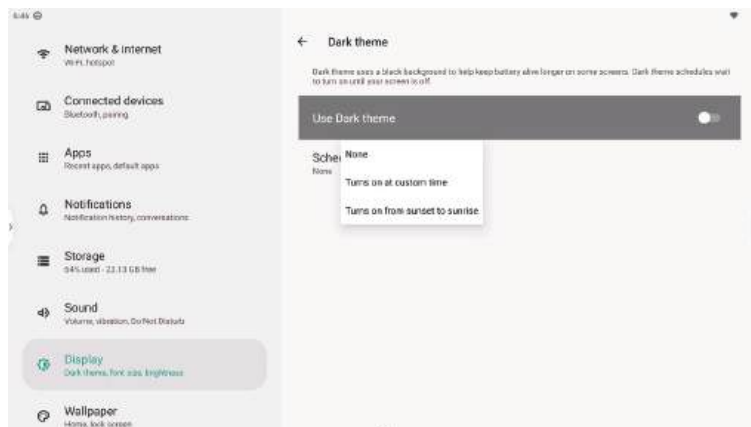 6:46
Network & internet
Wi-Fi, hotspot
Connected devices
Bluetooth, pairing
Apps
Recent apps, default apps
Notifications
Notification history, conversations
Storage
64% used - 23.13 GB free
Sound
Volume, vibration, Do Not Disturb
Display
Dark theme, font size, brightness
Wallpaper
Home, lock screen
Dark theme
Dark theme uses a black background to help keep battery alive longer on some screens. Dark theme schedules wait
to turn on until your screen is off.
Use Dark theme
Sche
None
None
Turns on at custom time
Turns on from sunset to sunrise